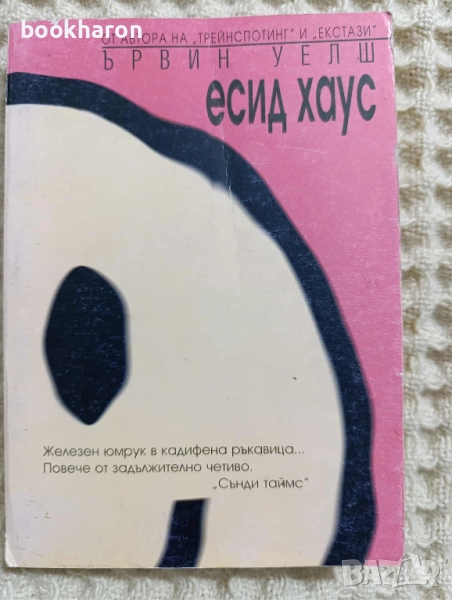 bookharon
ОТ АВТОРА НА „ТРЕЙНСПОТИНГ" И „ЕКСТАЗИ"
ЪРВИН УЕЛШ
есид хаус
Железен юмрук в кадифена ръкавица...
Повече от задължително четиво.
„Сънди таймс"
BAZAR